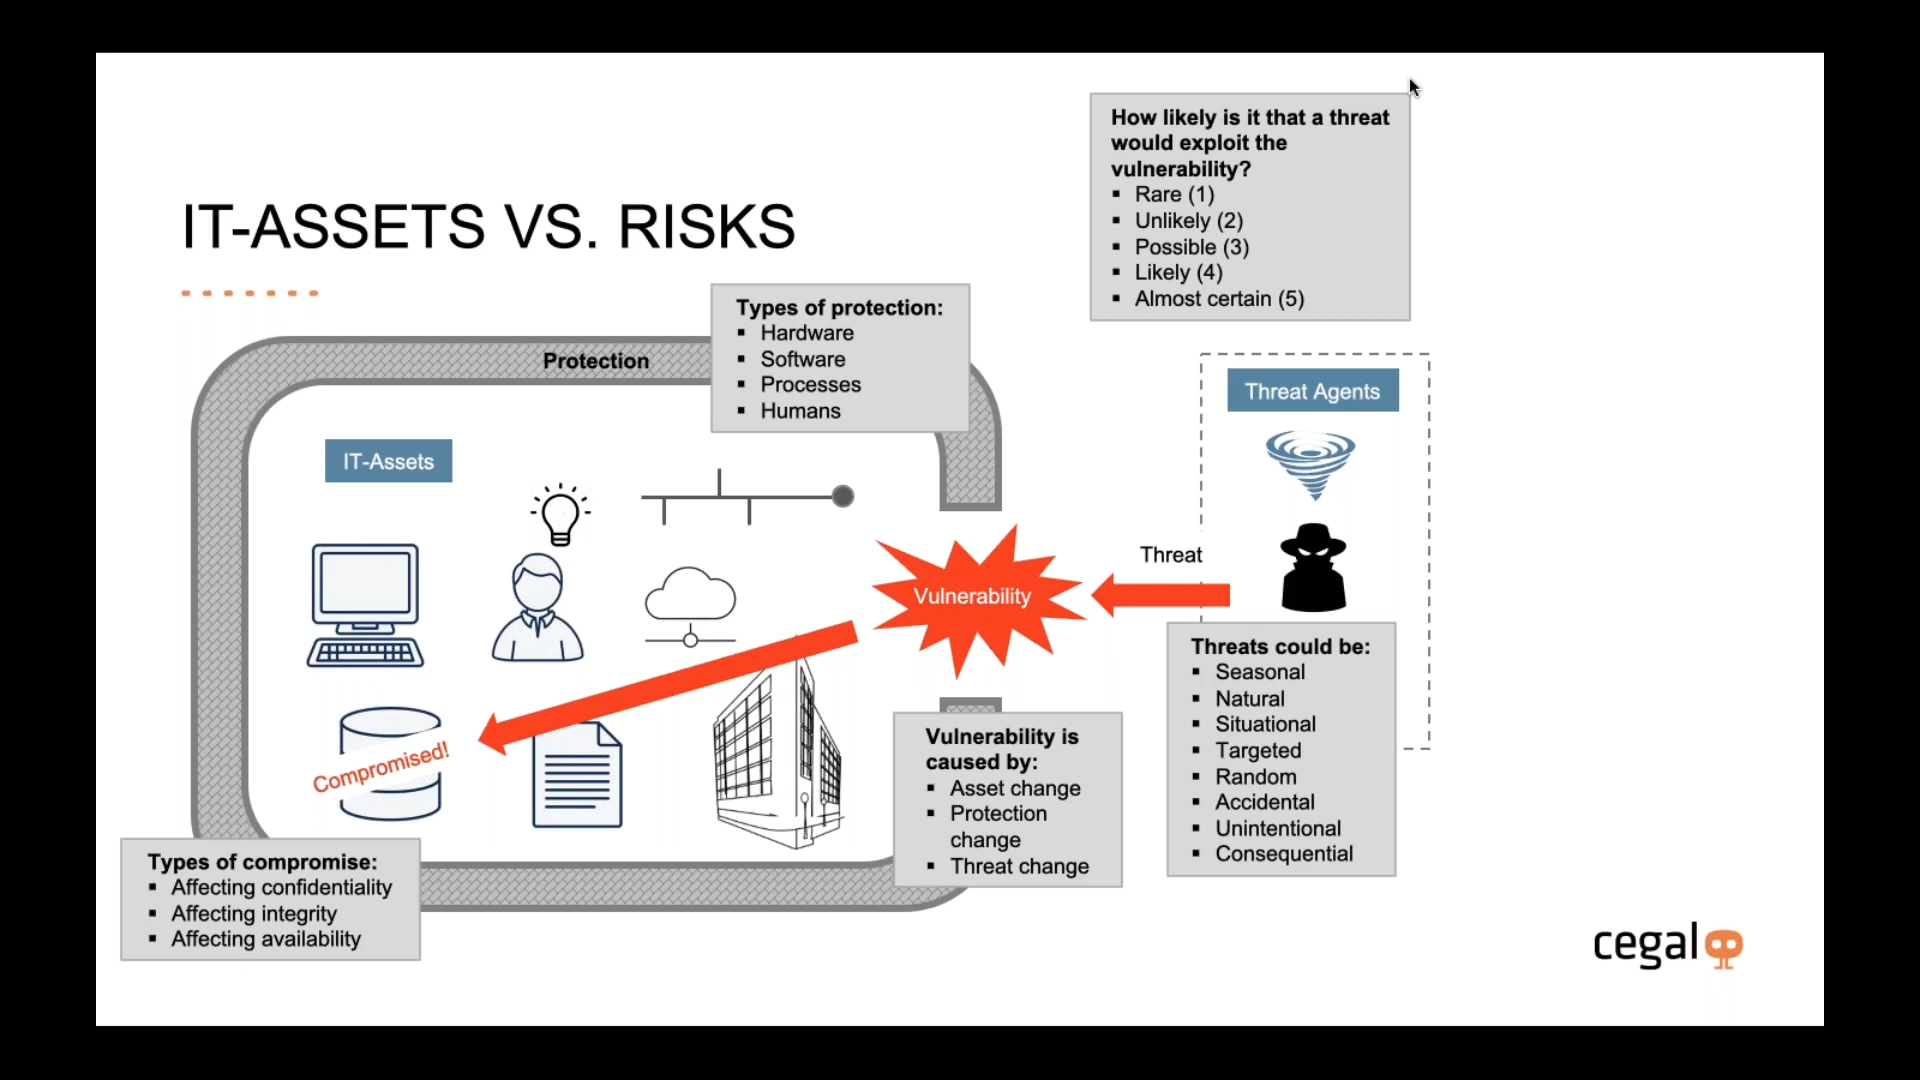 How likely is it that a threat
would exploit the
vulnerability?
▪ Rare (1)
▪ Unlikely (2)
▪ Possible (3)
▪ Likely (4)
▪ Almost certain (5)
IT-ASSETS VS. RISKS
Types of protection:
▪ Hardware
▪ Software
▪ Processes
▪ Humans
Protection
Threat Agents
IT-Assets
Threat
Vulnerability
Threats could be:
▪ Seasonal
▪ Natural
▪ Situational
▪ Targeted
▪ Random
▪ Accidental
▪ Unintentional
▪ Consequential
Compromised!
Vulnerability is
caused by:
▪ Asset change
▪ Protection
change
▪ Threat change
Types of compromise:
▪ Affecting confidentiality
▪ Affecting integrity
▪ Affecting availability
cegal